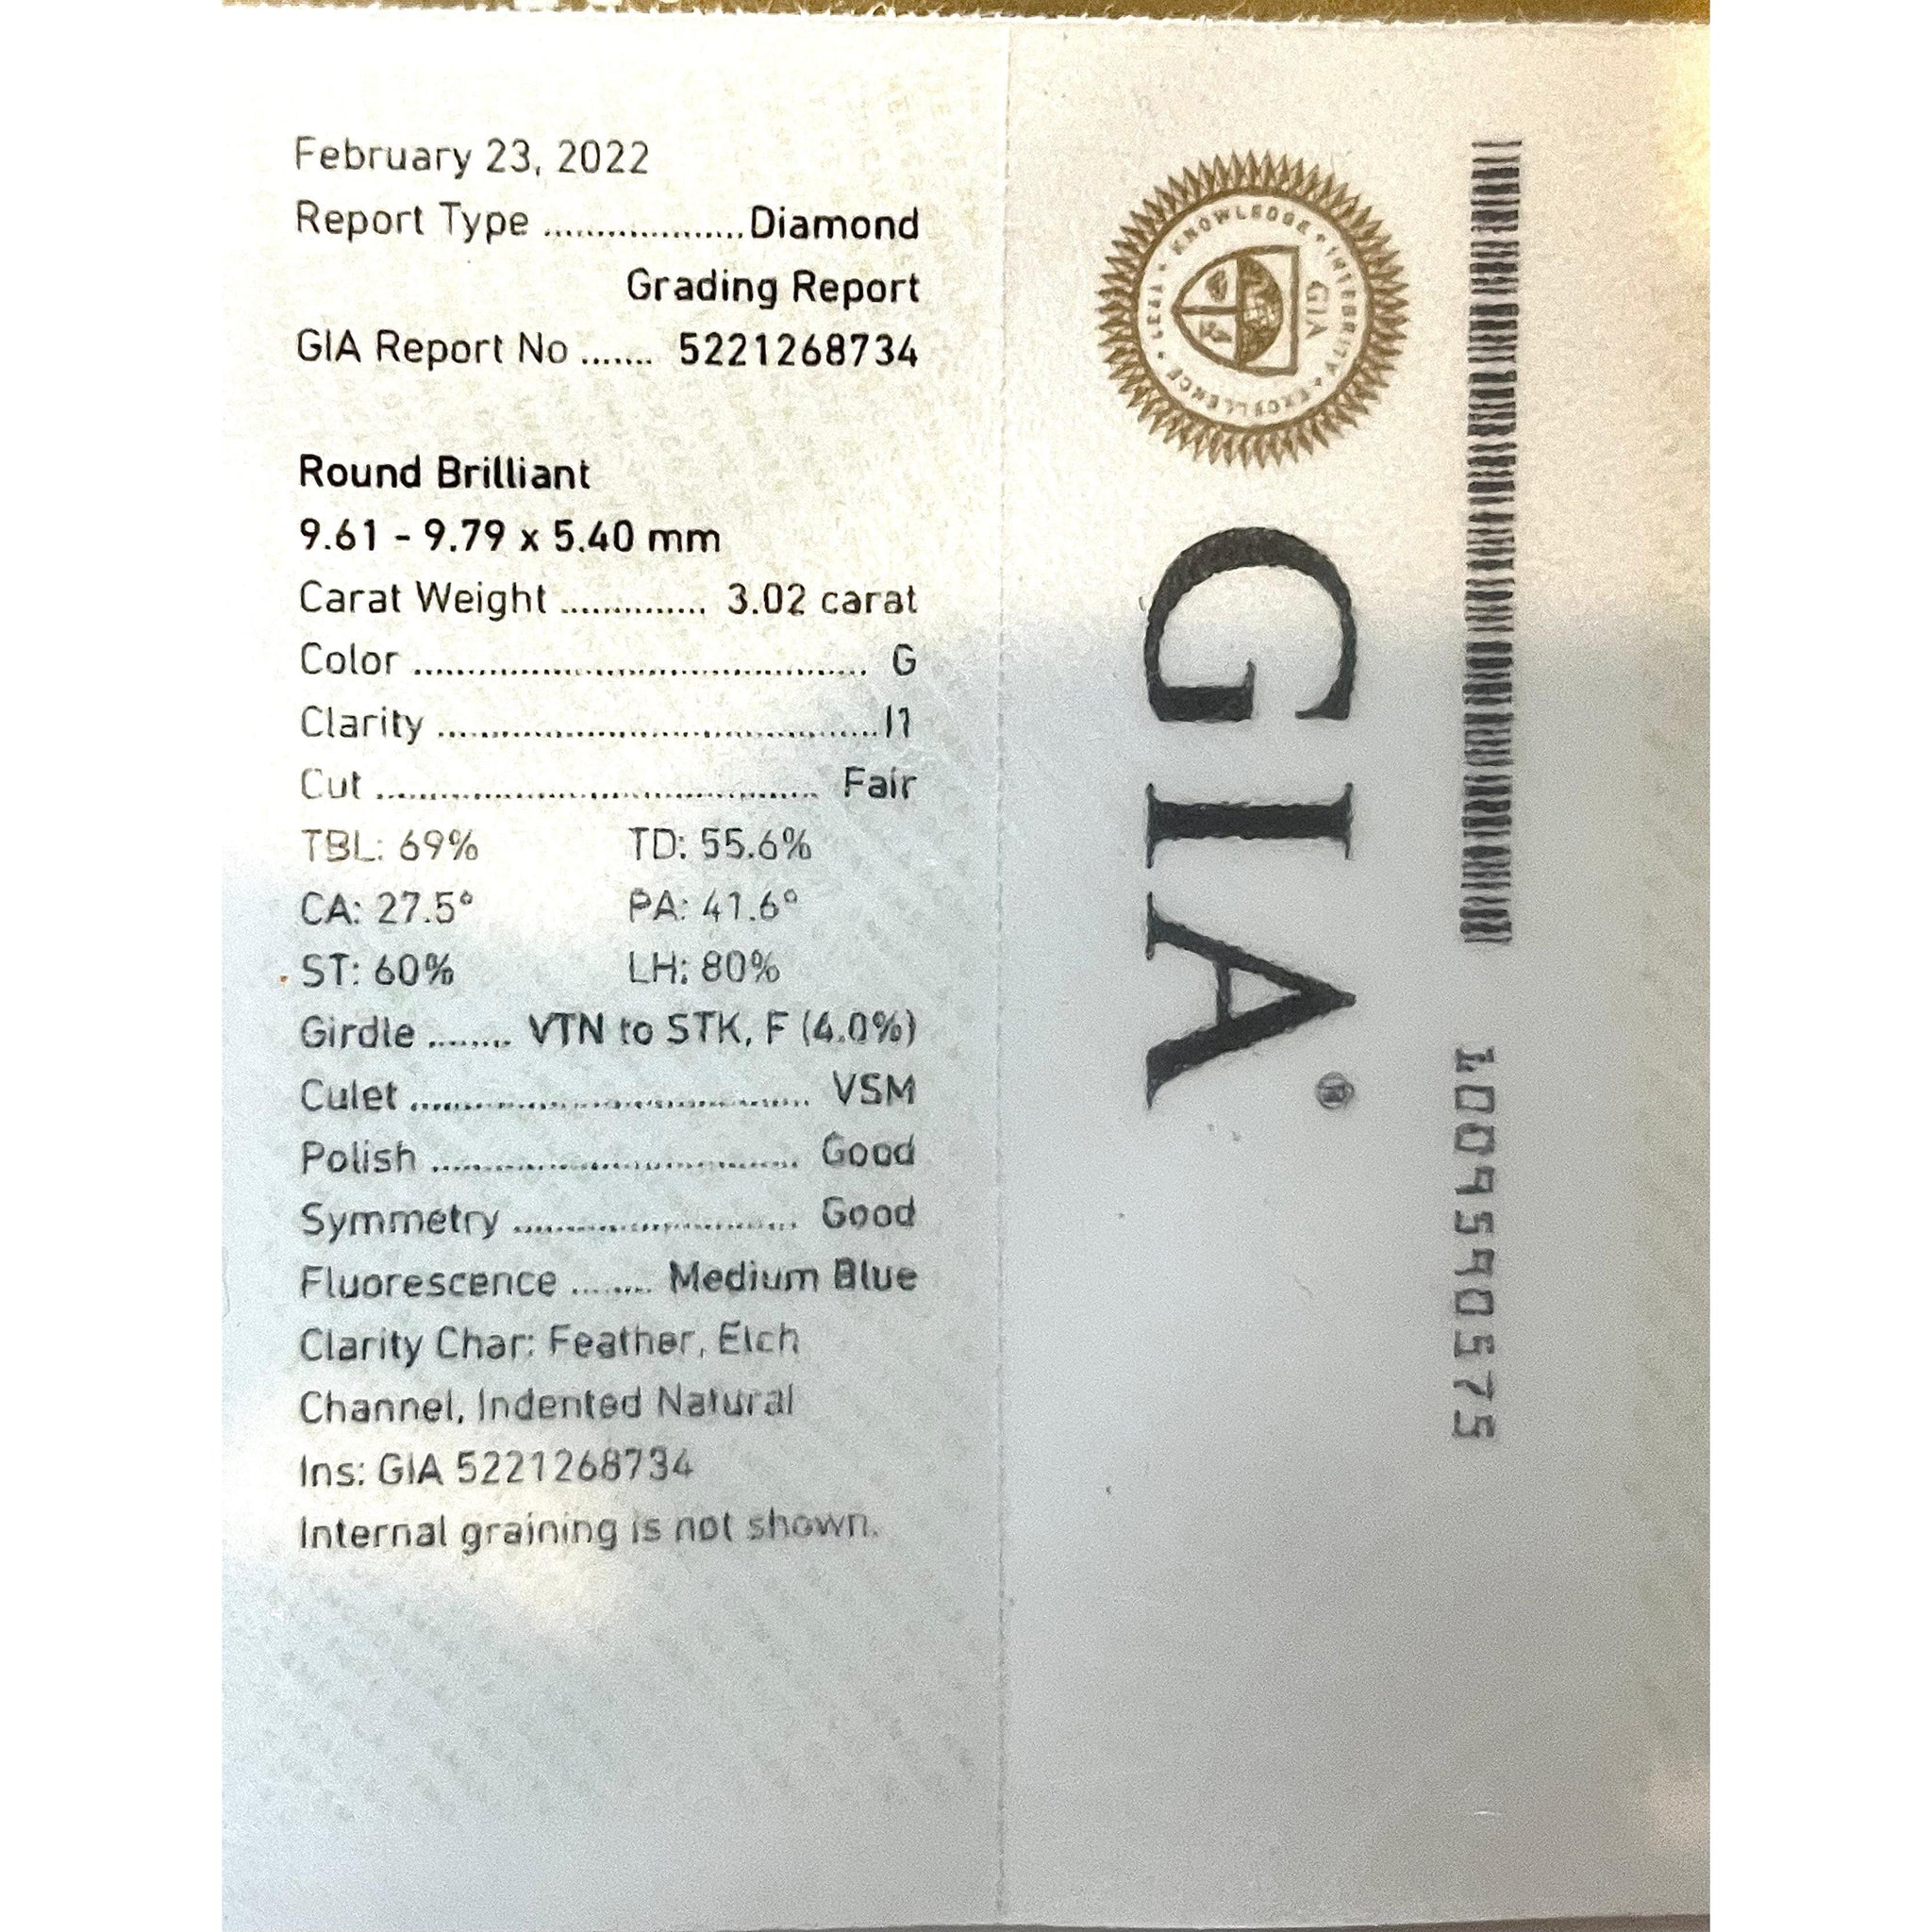 February 23, 2022
Report Type ................... Diamond
Grading Report
GIA Report No ....... 5221268734
Round Brilliant
9.61 - 9.79 x 5.40 mm
Carat Weight .............. 3.02 carat
Color ............................................ G
Clarity ........................................... I1
Cut ........................................... Fair
TBL: 69% TD: 55.6%
CA: 27.5° PA: 41.6°
ST: 60% LH: 80%
Girdle ........ VTN to STK, F (4.0%)
Culet ....................................... VSM
Polish .................................... Good
Symmetry ............................ Good
Fluorescence ........ Medium Blue
Clarity Char: Feather, Etch
Channel, Indented Natural
Ins: GIA 5221268734
Internal graining is not shown.
KNOWLEDGE • INTEGRITY • EXCELLENCE
GIA
GIA®
1009590575